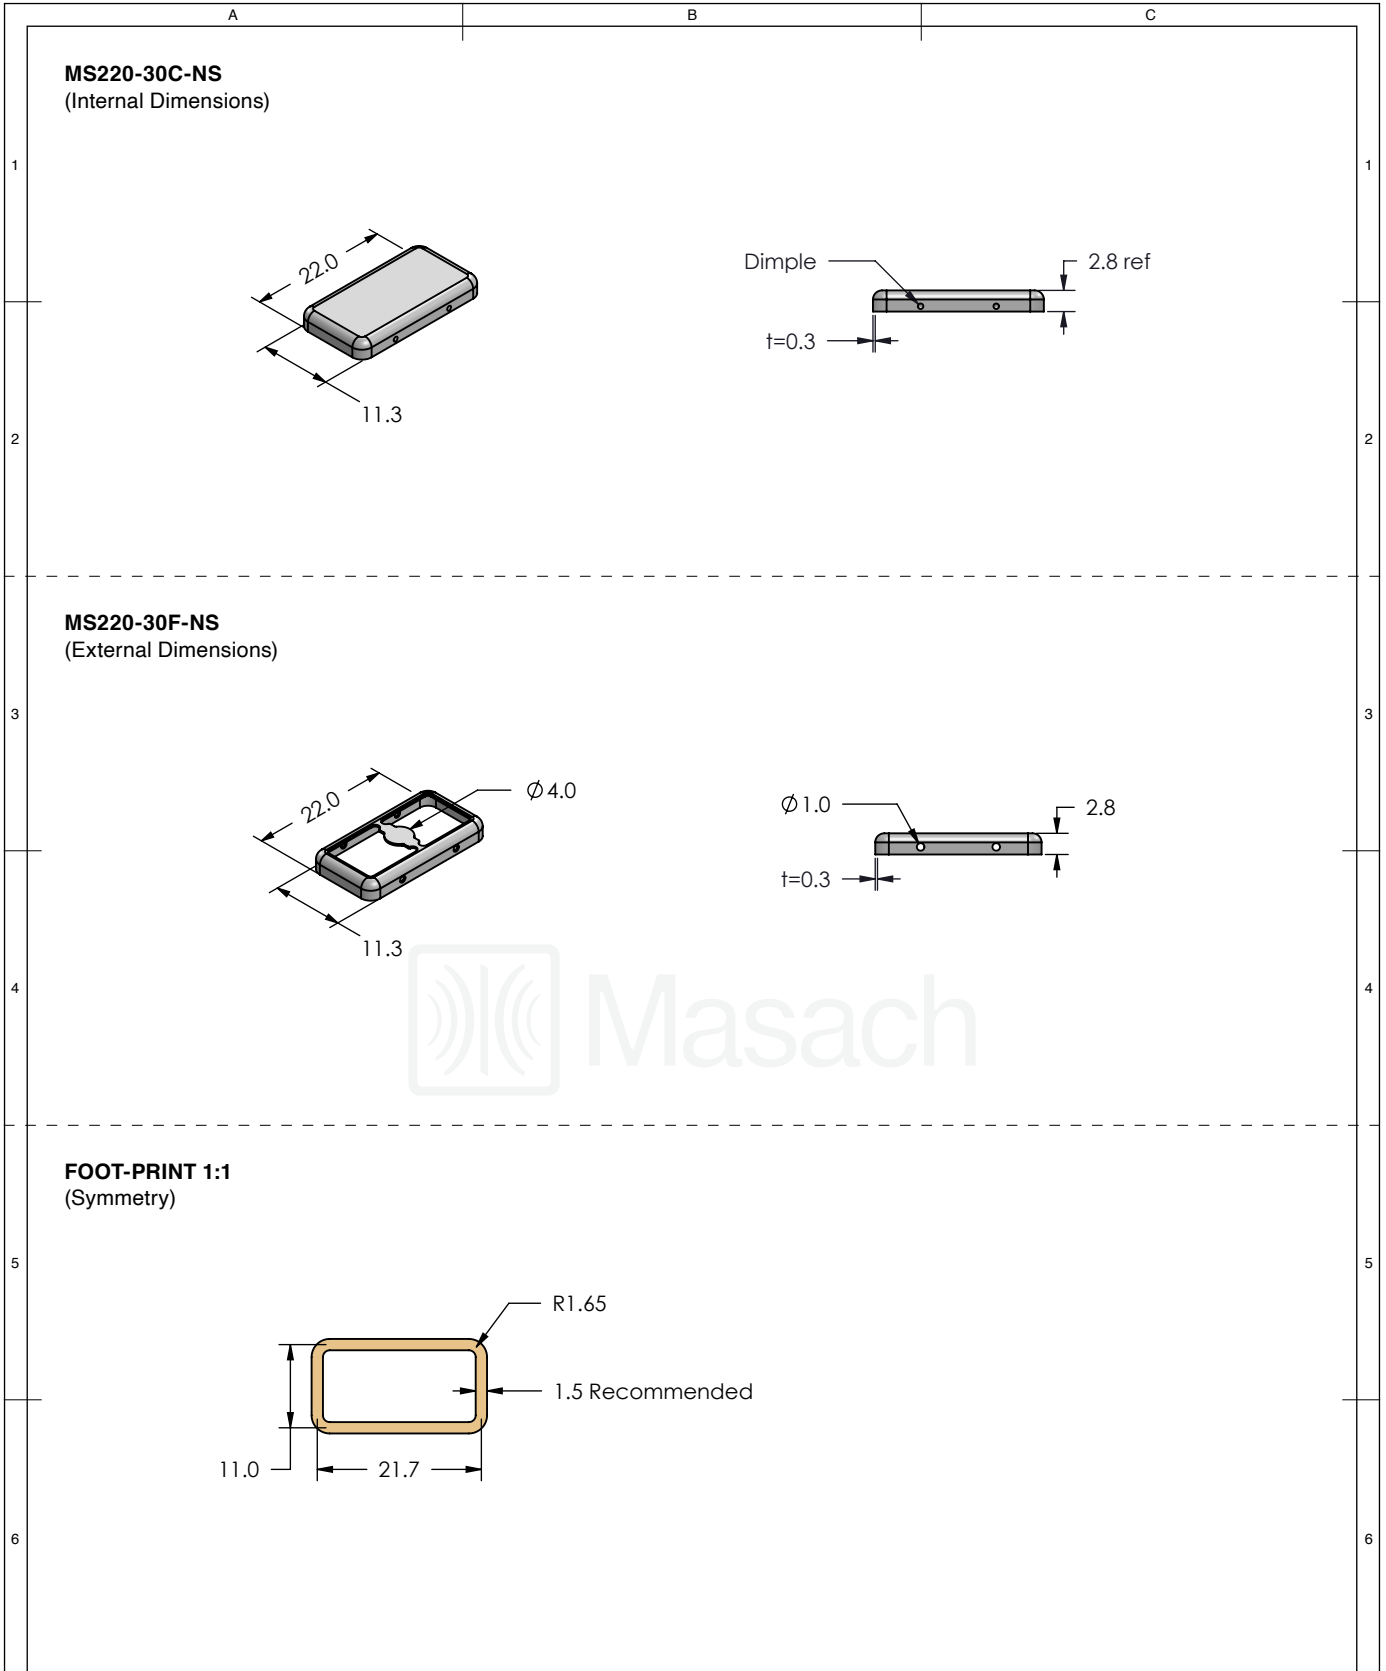 A B C
MS220-30C-NS
(Internal Dimensions)
1 1
22.0
Dimple
2.8 ref
t=0.3
11.3
2 2
MS220-30F-NS
(External Dimensions)
3 3
22.0
Ø4.0
Ø1.0
2.8
t=0.3
11.3
Masach
4 4
FOOT-PRINT 1:1
(Symmetry)
5 5
R1.65
1.5 Recommended
11.0
21.7
6 6